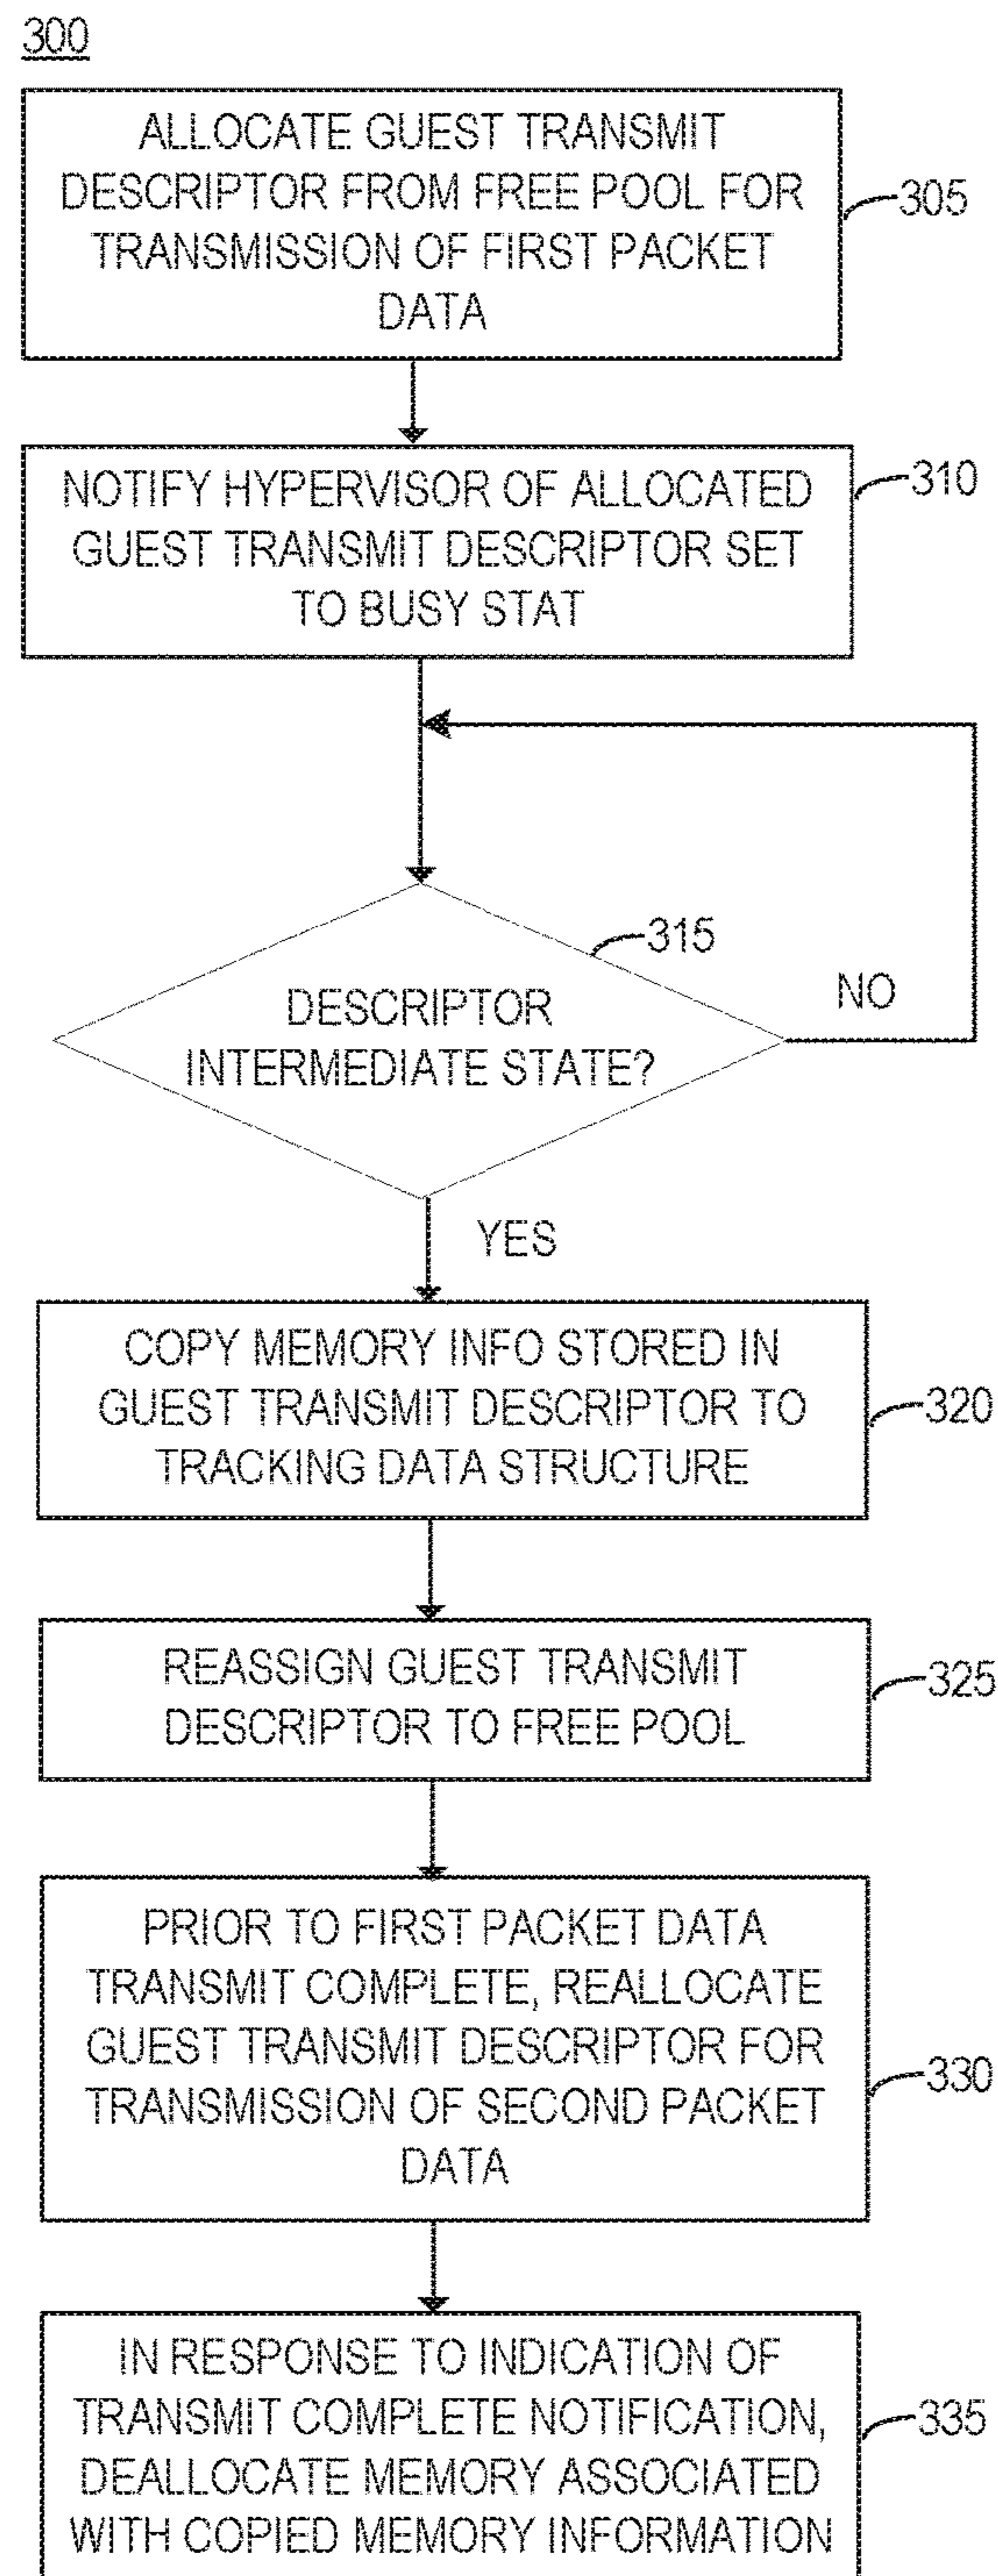 300
ALLOCATE GUEST TRANSMIT
DESCRIPTOR FROM FREE POOL FOR
TRANSMISSION OF FIRST PACKET
DATA
305
NOTIFY HYPERVISOR OF ALLOCATED
GUEST TRANSMIT DESCRIPTOR SET
TO BUSY STAT
310
315
DESCRIPTOR
INTERMEDIATE STATE?
NO
YES
COPY MEMORY INFO STORED IN
GUEST TRANSMIT DESCRIPTOR TO
TRACKING DATA STRUCTURE
320
REASSIGN GUEST TRANSMIT
DESCRIPTOR TO FREE POOL
325
PRIOR TO FIRST PACKET DATA
TRANSMIT COMPLETE, REALLOCATE
GUEST TRANSMIT DESCRIPTOR FOR
TRANSMISSION OF SECOND PACKET
DATA
330
IN RESPONSE TO INDICATION OF
TRANSMIT COMPLETE NOTIFICATION,
DEALLOCATE MEMORY ASSOCIATED
WITH COPIED MEMORY INFORMATION
335